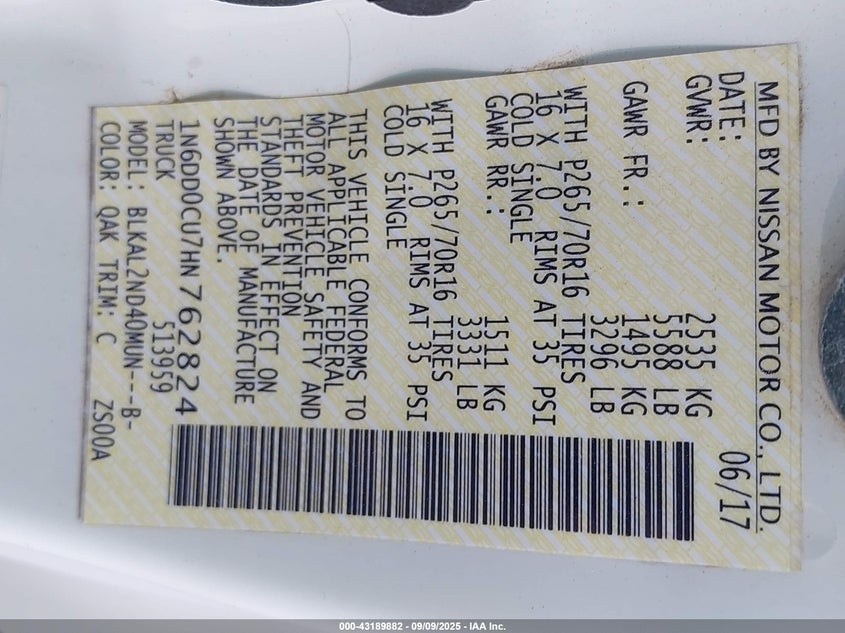 MFD BY NISSAN MOTOR CO., LTD.
DATE: 06/17
GVWR: 2535 KG
5588 LB
GAWR FR.: 1495 KG
3296 LB
WITH P265/70R16 TIRES
16 X 7.0 RIMS AT 35 PSI
COLD SINGLE
GAWR RR.: 1511 KG
3331 LB
WITH P265/70R16 TIRES
16 X 7.0 RIMS AT 35 PSI
COLD SINGLE
THIS VEHICLE CONFORMS TO
ALL APPLICABLE FEDERAL
MOTOR VEHICLE SAFETY AND
THEFT PREVENTION
STANDARDS IN EFFECT ON
THE DATE OF MANUFACTURE
SHOWN ABOVE.
1N6DD0CU7HN762824
TRUCK 513959
MODEL: BLKAL2ND40MUN---B-
COLOR: QAK TRIM: C ZS00A
000-43189882 - 09/09/2025 - IAA Inc.